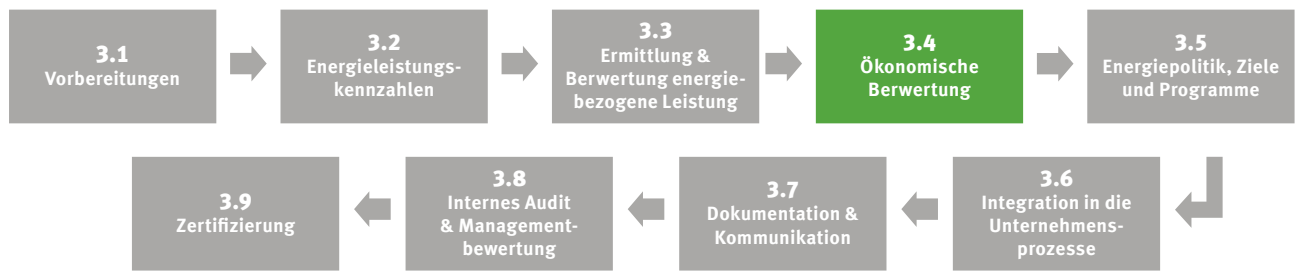 3.1
Vorbereitungen
3.2
Energieleistungs-
kennzahlen
3.3
Ermittlung &
Berwertung energie-
bezogene Leistung
3.4
Ökonomische
Berwertung
3.5
Energiepolitik, Ziele
und Programme
3.6
Integration in die
Unternehmens-
prozesse
3.7
Dokumentation &
Kommunikation
3.8
Internes Audit
& Management-
bewertung
3.9
Zertifizierung